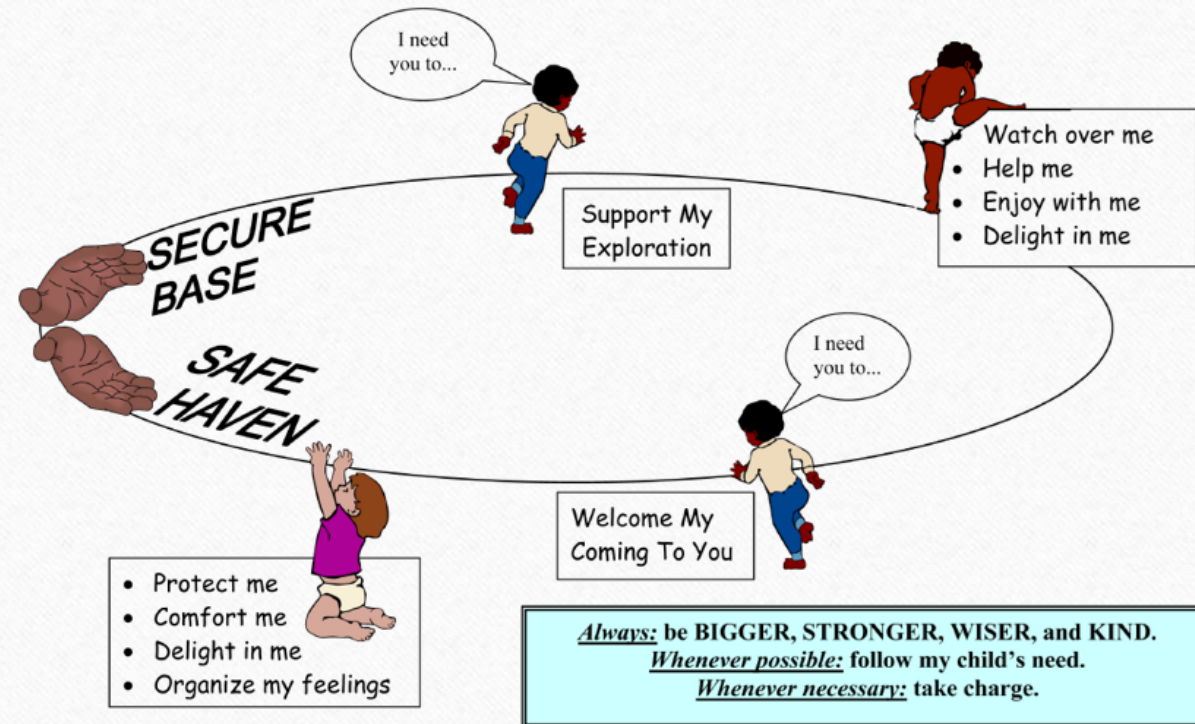 I need
you to...
SECURE
BASE
Support My
Exploration
• Watch over me
• Help me
• Enjoy with me
• Delight in me
SAFE
HAVEN
I need
you to...
Welcome My
Coming To You
• Protect me
• Comfort me
• Delight in me
• Organize my feelings
Always: be BIGGER, STRONGER, WISER, and KIND.
Whenever possible: follow my child's need.
Whenever necessary: take charge.